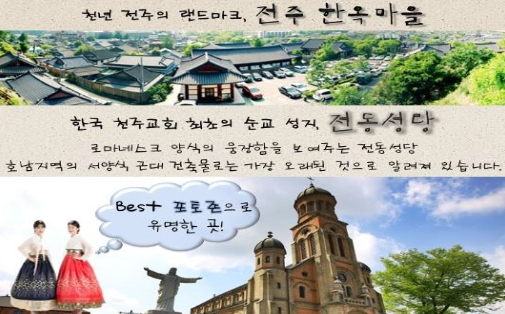 천년 전주의 랜드마크, 전주 한옥마을
한국 천주교회 최초의 순교 성지, 전동성당
로마네스크 양식의 웅장함을 보여주는 전동성당
호남지역의 서양식 근대 건축물로는 가장 오래된 것으로 알려져 있습니다.
Best 포토존으로
유명한 곳!